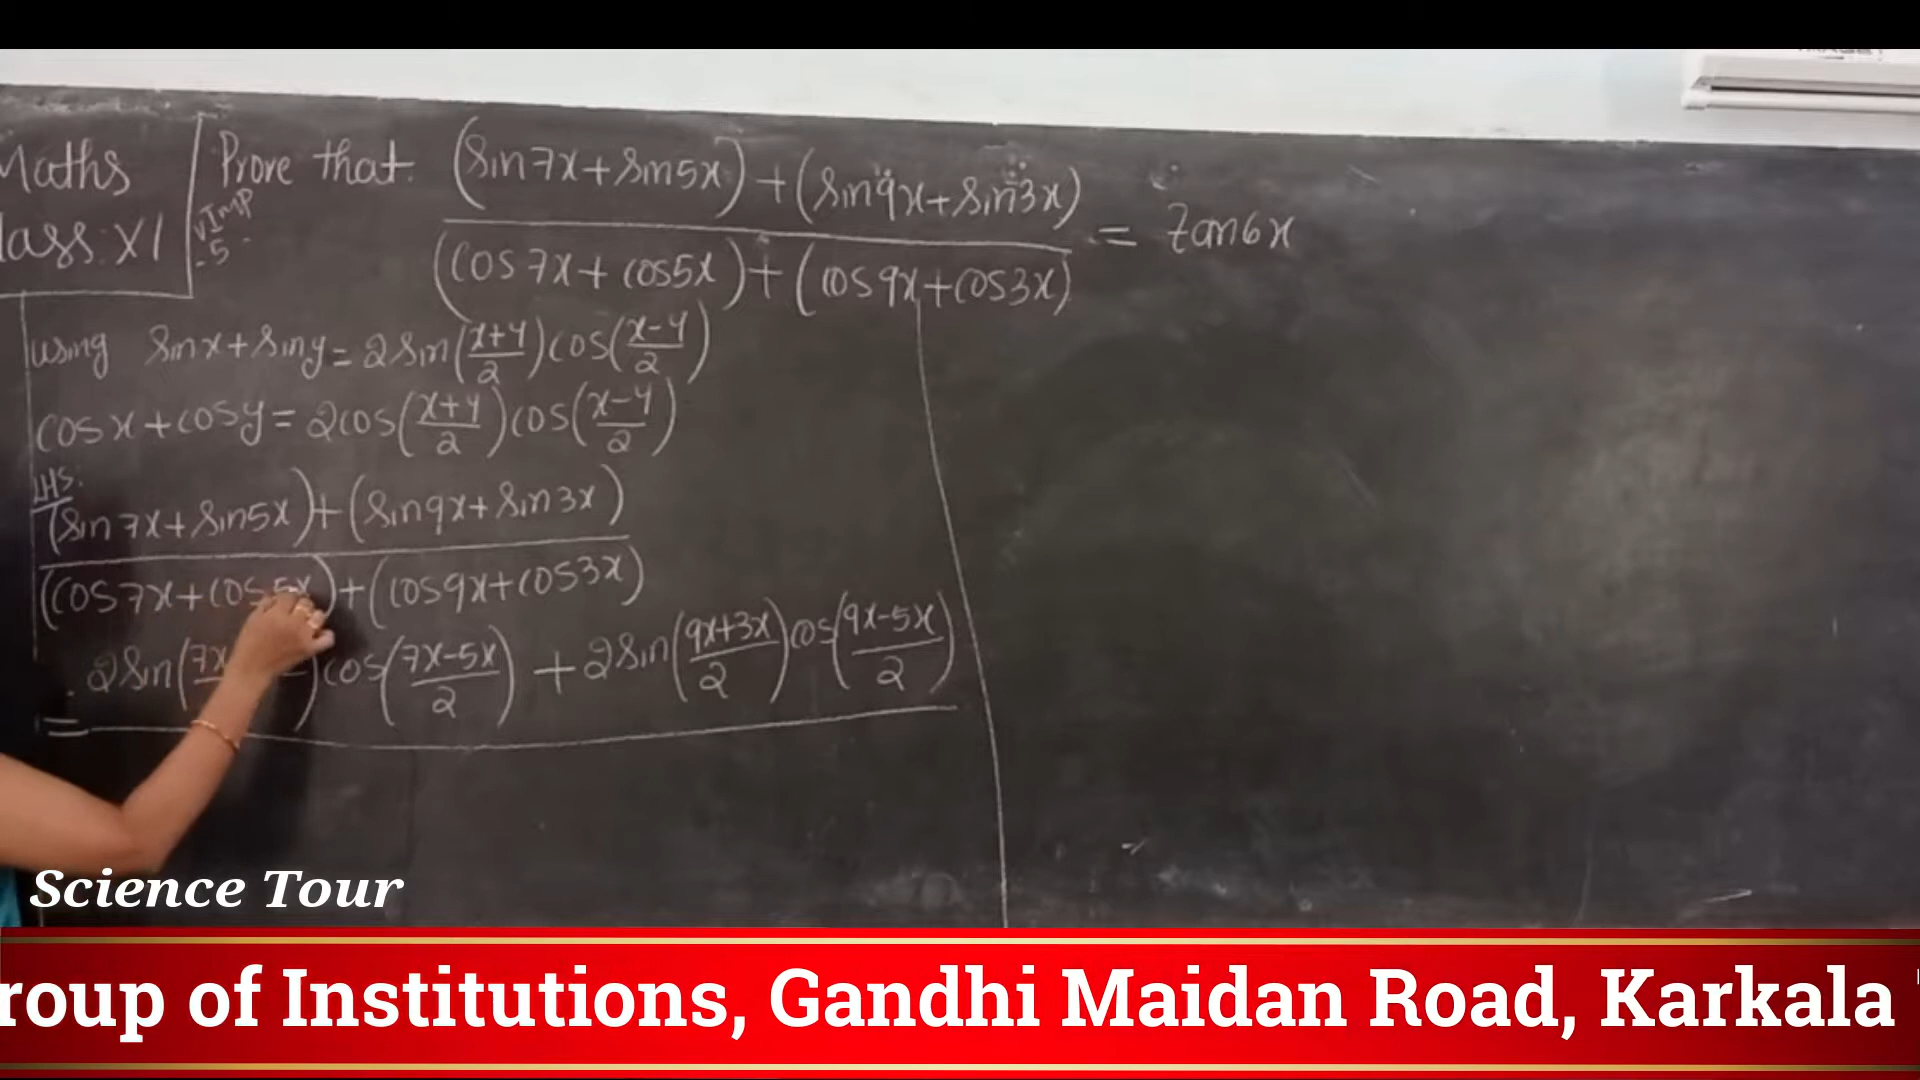 Maths
Class: XI
V Imp
-5-
Prove that (sin7x+sin5x)+(sin9x+sin3x)
(cos7x+cos5x)+(cos9x+cos3x)
= tan6x
using sinx+siny=2sin(x+y/2)cos(x-y/2)
cosx+cosy=2cos(x+y/2)cos(x-y/2)
LHS:
(sin7x+sin5x)+(sin9x+sin3x)
(cos7x+cos5x)+(cos9x+cos3x)
= 2sin(7x cos(7x-5x/2) + 2sin(9x+3x/2)cos(9x-5x/2)
Science Tour
roup of Institutions, Gandhi Maidan Road, Karkala